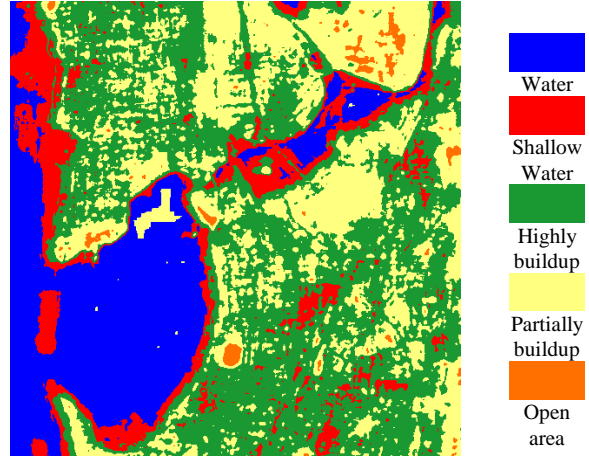 Water
Shallow
Water
Highly
buildup
Partially
buildup
Open
area